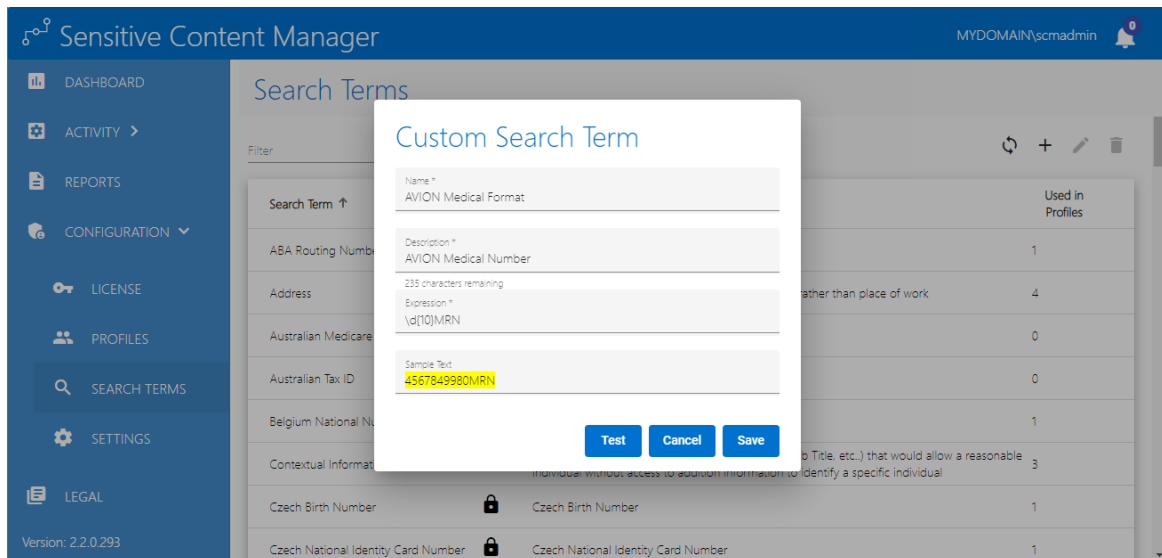 Sensitive Content Manager
MYDOMAIN\scmadmin
0
DASHBOARD
ACTIVITY
REPORTS
CONFIGURATION
LICENSE
PROFILES
SEARCH TERMS
SETTINGS
LEGAL
Version: 2.2.0.293
Search Terms
Filter
Search Term
Used in
Profiles
ABA Routing Numbe
1
Address
rather than place of work
4
Australian Medicare
0
Australian Tax ID
0
Belgium National Nu
1
Contextual Informat
b Title, etc..) that would allow a reasonable
individual without access to addition information to identify a specific individual
3
Czech Birth Number
Czech Birth Number
1
Czech National Identity Card Number
Czech National Identity Card Number
1
Custom Search Term
Name *
AVION Medical Format
Description *
AVION Medical Number
235 characters remaining
Expression *
\d{10}MRN
Sample Text
4567849980MRN
Test
Cancel
Save